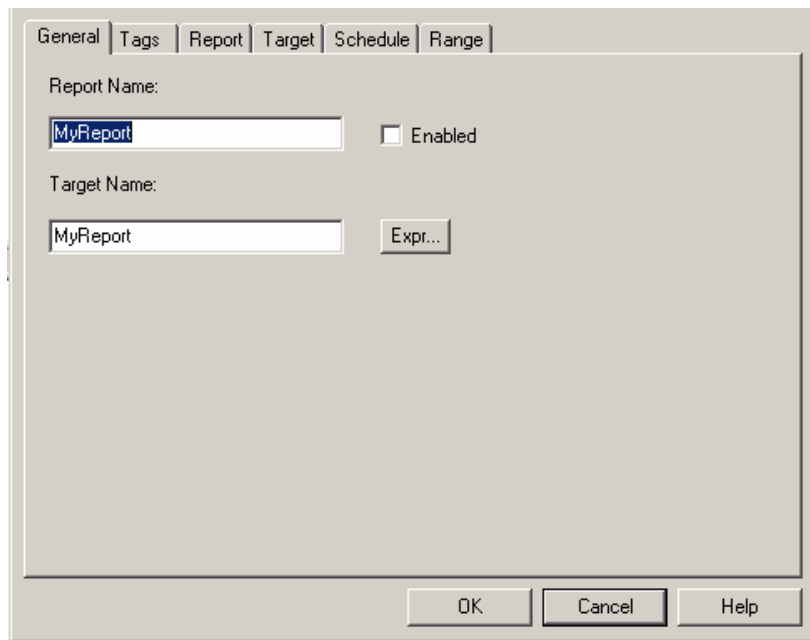 General Tags Report Target Schedule Range
Report Name:
MyReport Enabled
Target Name:
MyReport Expr...
OK Cancel Help